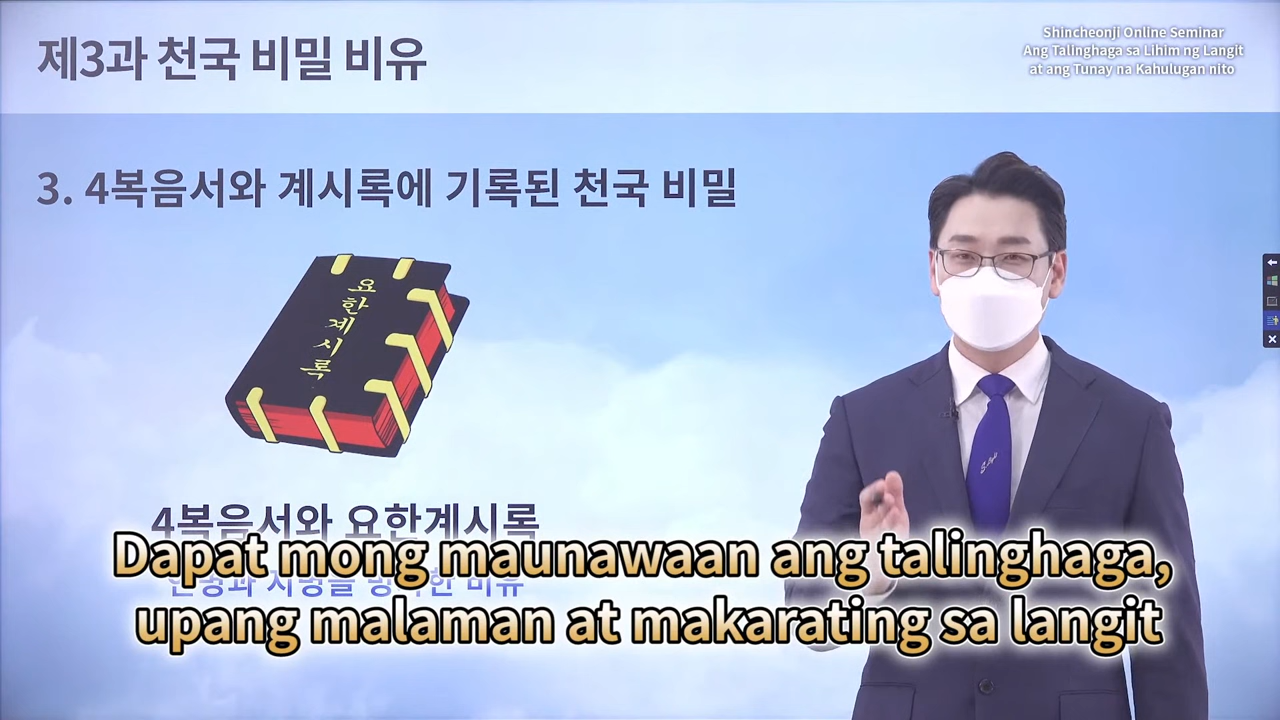 제3과 천국 비밀 비유
Shincheonji Online Seminar
Ang Talinghaga sa Lihim ng Langit
at ang Tunay na Kahulugan nito
3. 4복음서와 계시록에 기록된 천국 비밀
요한계시록
4복음서와 요한계시록
비유
Dapat mong maunawaan ang talinghaga,
upang malaman at makarating sa langit